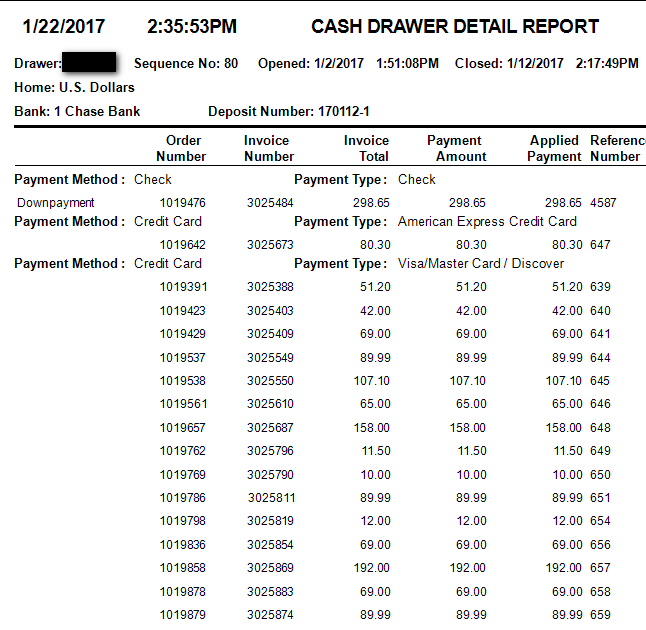 1/22/2017 2:35:53PM CASH DRAWER DETAIL REPORT
Drawer: Sequence No: 80 Opened: 1/2/2017 1:51:08PM Closed: 1/12/2017 2:17:49PM
Home: U.S. Dollars
Bank: 1 Chase Bank Deposit Number: 170112-1
Order Invoice Invoice Payment Applied Referenc
Number Number Total Amount Payment Number
Payment Method : Check Payment Type : Check
Downpayment 1019476 3025484 298.65 298.65 298.65 4587
Payment Method : Credit Card Payment Type : American Express Credit Card
1019642 3025673 80.30 80.30 80.30 647
Payment Method : Credit Card Payment Type : Visa/Master Card / Discover
1019391 3025388 51.20 51.20 51.20 639
1019423 3025403 42.00 42.00 42.00 640
1019429 3025409 69.00 69.00 69.00 641
1019537 3025549 89.99 89.99 89.99 644
1019538 3025550 107.10 107.10 107.10 645
1019561 3025610 65.00 65.00 65.00 646
1019657 3025687 158.00 158.00 158.00 648
1019762 3025796 11.50 11.50 11.50 649
1019769 3025790 10.00 10.00 10.00 650
1019786 3025811 89.99 89.99 89.99 651
1019798 3025819 12.00 12.00 12.00 654
1019836 3025854 69.00 69.00 69.00 656
1019858 3025869 192.00 192.00 192.00 657
1019878 3025883 69.00 69.00 69.00 658
1019879 3025874 89.99 89.99 89.99 659